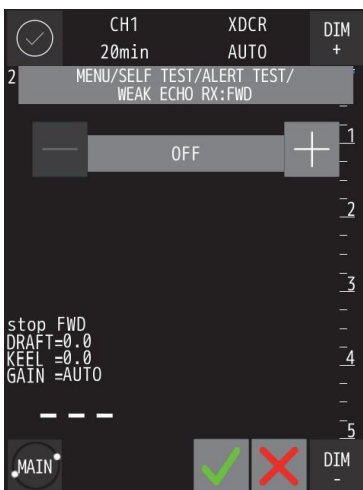 CH1 XDCR DIM
20min AUTO +
2 MENU/SELF TEST/ALERT TEST/
WEAK ECHO RX:FWD
— OFF +
1
2
3
stop FWD
DRAFT=0.0
KEEL =0.0
GAIN =AUTO
4
– – –
5
MAIN DIM
-